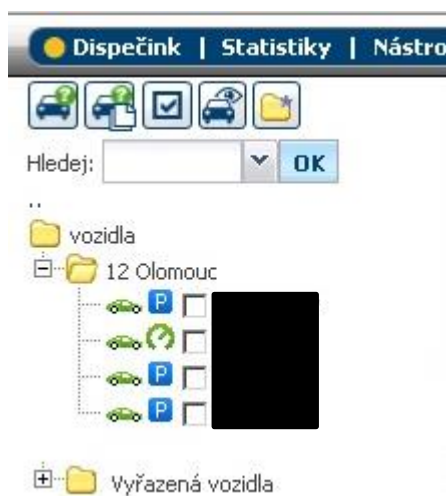 Dispečink | Statistiky | Nástro
Hledej: OK
..
vozidla
12 Olomouc
P
P
P
Vyřazená vozidla